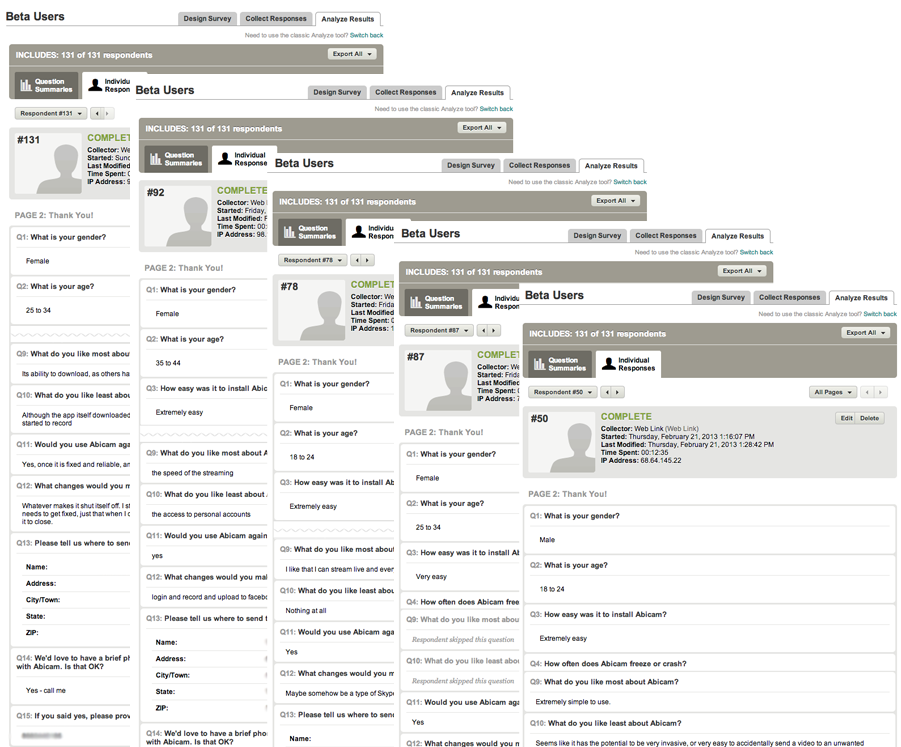 Beta Users
Design Survey
Collect Responses
Analyze Results
Need to use the classic Analyze tool? Switch back
INCLUDES: 131 of 131 respondents
Export All
Question
Summaries
Individual
Respon
Respondent #131
#131
COMPLET
Collector: We
Started: Sund
Last Modified
Time Spent: 0
IP Address: 9
PAGE 2: Thank You!
Q1: What is your gender?
Female
Q2: What is your age?
25 to 34
Q9: What do you like most abou
Its ability to download, as others ha
Q10: What do you like least abou
Although the app itself downloaded
started to record
Q11: Would you use Abicam aga
Yes, once it is fixed and reliable, an
Q12: What changes would you m
Whatever makes it shut itself off. I st
needs to get fixed, just that when I c
it to close.
Q13: Please tell us where to sen
Name:
Address:
City/Town:
State:
ZIP:
Q14: We'd love to have a brief ph
with Abicam. Is that OK?
Yes - call me
Q15: If you said yes, please prov
Beta Users
Design Survey
Collect Responses
Analyze Results
Need to use the classic Analyze tool? Switch back
INCLUDES: 131 of 131 respondents
Export All
Question
Summaries
Individual
Response
#92
COMPLETE
Collector: Web
Started: Friday,
Last Modified: F
Time Spent: 00:
IP Address: 98.
PAGE 2: Thank You!
Q1: What is your gender?
Female
Q2: What is your age?
35 to 44
Q3: How easy was it to install Abic
Extremely easy
Q9: What do you like most about A
the speed of the streaming
Q10: What do you like least about
the access to personal accounts
Q11: Would you use Abicam again
yes
Q12: What changes would you mal
login and record and upload to facebo
Q13: Please tell us where to send t
Name:
Address:
City/Town:
State:
ZIP:
Q14: We'd love to have a brief pho
with Abicam. Is that OK?
Beta Users
Design Survey
Collect Responses
Analyze Results
Need to use the classic Analyze tool? Switch back
INCLUDES: 131 of 131 respondents
Export All
Question
Summaries
Individual
Respon
Respondent #78
#78
COMPLET
Collector: We
Started: Frida
Last Modified
Time Spent: 0
IP Address: 1
PAGE 2: Thank You!
Q1: What is your gender?
Female
Q2: What is your age?
18 to 24
Q3: How easy was it to install Ab
Extremely easy
Q9: What do you like most abou
I like that I can stream live and ever
Q10: What do you like least abou
Nothing at all
Q11: Would you use Abicam aga
Yes
Q12: What changes would you m
Maybe somehow be a type of Skype
Q13: Please tell us where to sen
Name:
Beta Users
Design Survey
Collect Responses
Analyze Results
Need to use the classic Analyze tool? Switch back
INCLUDES: 131 of 131 respondents
Export All
Question
Summaries
Individu
Respon
Respondent #87
#87
COMPLET
Collector: We
Started: Frida
Last Modified
Time Spent: 0
IP Address: 7
PAGE 2: Thank You!
Q1: What is your gender?
Female
Q2: What is your age?
25 to 34
Q3: How easy was it to install Ab
Very easy
Q4: How often does Abicam free
Q9: What do you like most abou
Respondent skipped this question
Q10: What do you like least abou
Respondent skipped this question
Q11: Would you use Abicam aga
Yes
Q12: What changes would you m
Beta Users
Design Survey
Collect Responses
Analyze Results
Need to use the classic Analyze tool? Switch back
INCLUDES: 131 of 131 respondents
Export All
Question
Summaries
Individual
Responses
Respondent #50
All Pages
#50
COMPLETE
Edit
Delete
Collector: Web Link (Web Link)
Started: Thursday, February 21, 2013 1:16:07 PM
Last Modified: Thursday, February 21, 2013 1:28:42 PM
Time Spent: 00:12:35
IP Address: 68.64.145.22
PAGE 2: Thank You!
Q1: What is your gender?
Male
Q2: What is your age?
18 to 24
Q3: How easy was it to install Abicam?
Extremely easy
Q4: How often does Abicam freeze or crash?
Q9: What do you like most about Abicam?
Extremely simple to use.
Q10: What do you like least about Abicam?
Seems like it has the potential to be very invasive, or very easy to accidentally send a video to an unwanted